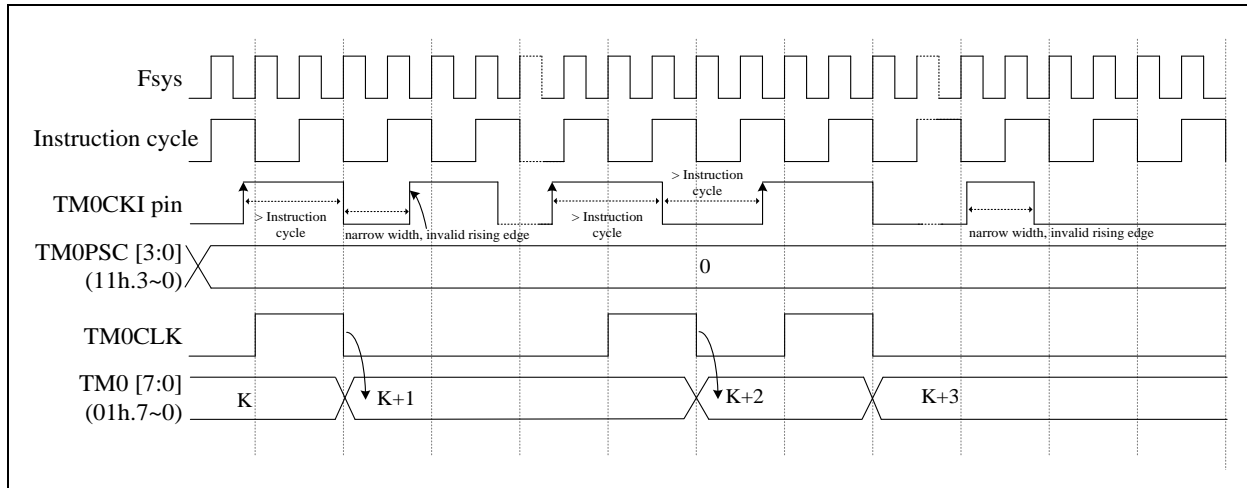 Fsys
Instruction cycle
TM0CKI pin
> Instruction
cycle
narrow width, invalid rising edge
> Instruction
cycle
> Instruction
cycle
narrow width, invalid rising edge
TM0PSC [3:0]
(11h.3~0)
0
TM0CLK
TM0 [7:0]
(01h.7~0)
K
K+1
K+2
K+3